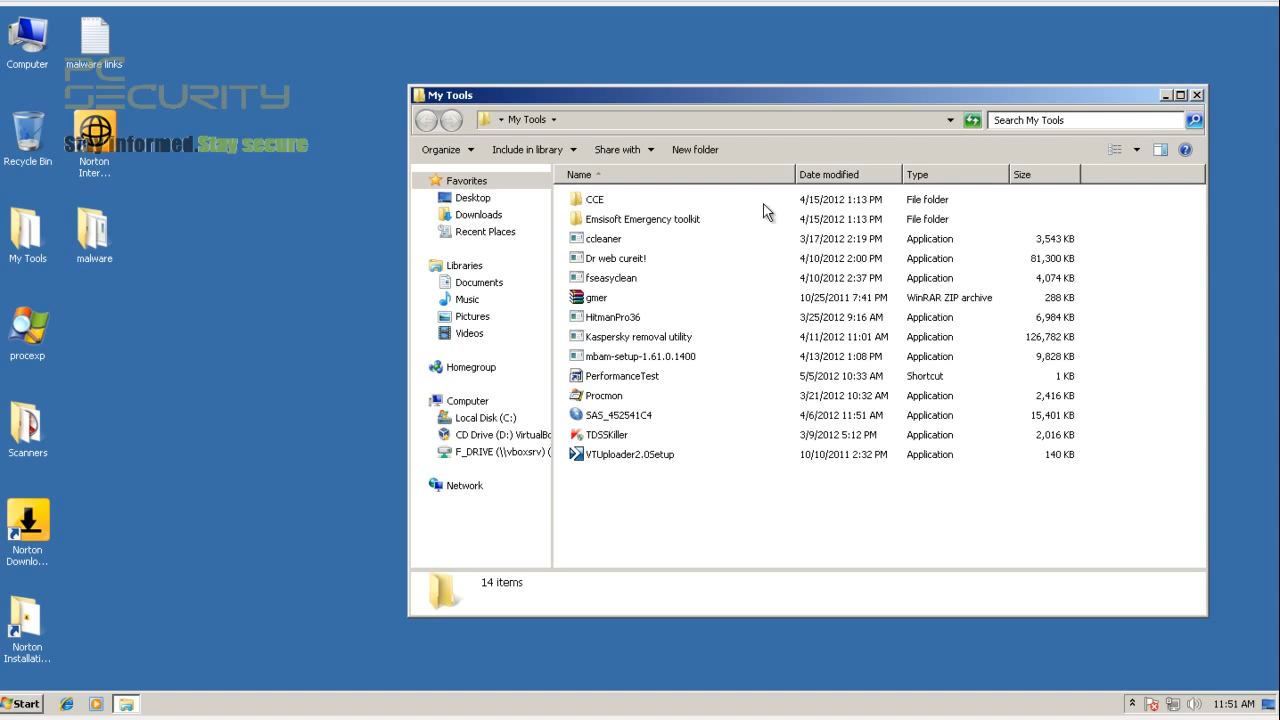 Computer
malware links
PC
SECURITY
Stay informed.Stay secure
Recycle Bin
Norton
Inter...
My Tools
malware
procexp
Scanners
Norton
Downlo...
Norton
Installati...
My Tools
My Tools
Search My Tools
Organize
Include in library
Share with
New folder
Favorites
Desktop
Downloads
Recent Places
Libraries
Documents
Music
Pictures
Videos
Homegroup
Computer
Local Disk (C:)
CD Drive (D:) VirtualBo
F_DRIVE (\\vboxsrv) (
Network
Name Date modified Type Size
CCE 4/15/2012 1:13 PM File folder
Emsisoft Emergency toolkit 4/15/2012 1:13 PM File folder
ccleaner 3/17/2012 2:19 PM Application 3,543 KB
Dr web cureit! 4/10/2012 2:00 PM Application 81,300 KB
fseasyclean 4/10/2012 2:37 PM Application 4,074 KB
gmer 10/25/2011 7:41 PM WinRAR ZIP archive 288 KB
HitmanPro36 3/25/2012 9:16 AM Application 6,984 KB
Kaspersky removal utility 4/11/2012 11:01 AM Application 126,782 KB
mbam-setup-1.61.0.1400 4/13/2012 1:08 PM Application 9,828 KB
PerformanceTest 5/5/2012 10:33 AM Shortcut 1 KB
Procmon 3/21/2012 10:32 AM Application 2,416 KB
SAS_452541C4 4/6/2012 11:51 AM Application 15,401 KB
TDSSKiller 3/9/2012 5:12 PM Application 2,016 KB
VTUploader2.0Setup 10/10/2011 2:32 PM Application 140 KB
14 items
Start
11:51 AM